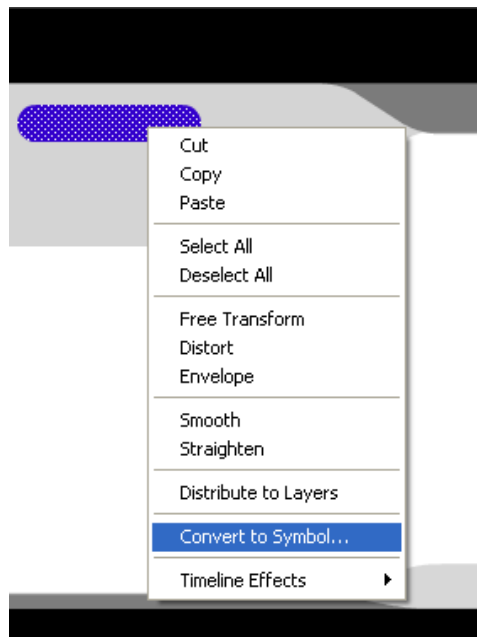 Cut
Copy
Paste
Select All
Deselect All
Free Transform
Distort
Envelope
Smooth
Straighten
Distribute to Layers
Convert to Symbol...
Timeline Effects